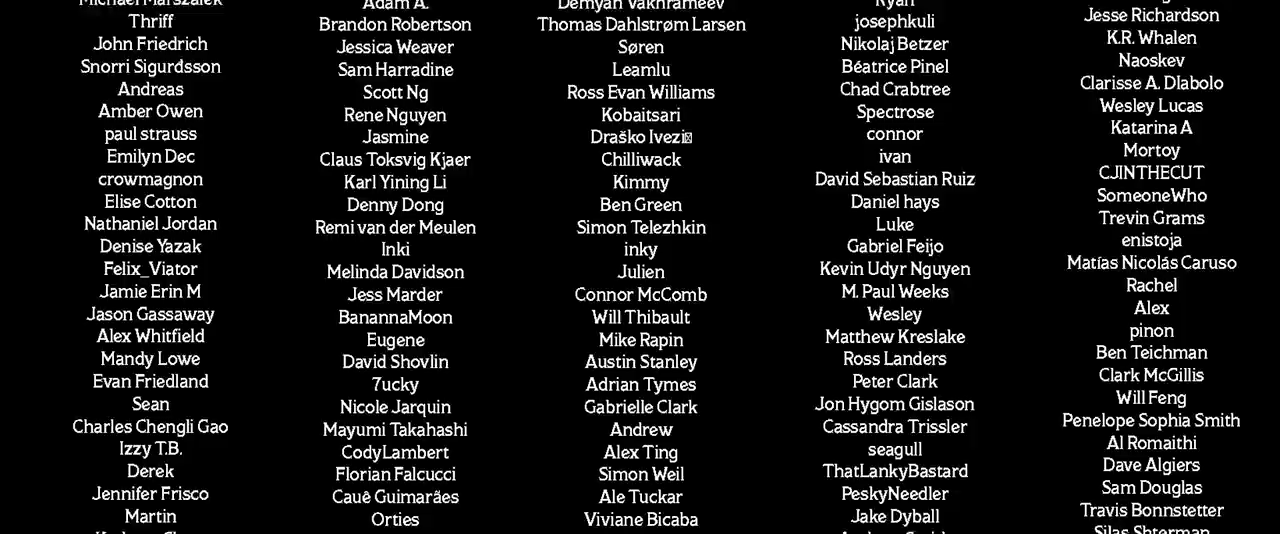 Michael Marszalek
Thriff
John Friedrich
Snorri Sigurdsson
Andreas
Amber Owen
paul strauss
Emilyn Dec
crowmagnon
Elise Cotton
Nathaniel Jordan
Denise Yazak
Felix_Viator
Jamie Erin M
Jason Gassaway
Alex Whitfield
Mandy Lowe
Evan Friedland
Sean
Charles Chengli Gao
Izzy T.B.
Derek
Jennifer Frisco
Martin
Adam A.
Brandon Robertson
Jessica Weaver
Sam Harradine
Scott Ng
Rene Nguyen
Jasmine
Claus Toksvig Kjaer
Karl Yining Li
Denny Dong
Remi van der Meulen
Inki
Melinda Davidson
Jess Marder
BanannaMoon
Eugene
David Shovlin
7ucky
Nicole Jarquin
Mayumi Takahashi
CodyLambert
Florian Falcucci
Cauê Guimarães
Orties
Demyan Vakhrameev
Thomas Dahlstrøm Larsen
Søren
Leamlu
Ross Evan Williams
Kobaitsari
Draško Ivezi
Chilliwack
Kimmy
Ben Green
Simon Telezhkin
inky
Julien
Connor McComb
Will Thibault
Mike Rapin
Austin Stanley
Adrian Tymes
Gabrielle Clark
Andrew
Alex Ting
Simon Weil
Ale Tuckar
Viviane Bicaba
Ryan
josephkuli
Nikolaj Betzer
Béatrice Pinel
Chad Crabtree
Spectrose
connor
ivan
David Sebastian Ruiz
Daniel hays
Luke
Gabriel Feijo
Kevin Udyr Nguyen
M. Paul Weeks
Wesley
Matthew Kreslake
Ross Landers
Peter Clark
Jon Hygom Gislason
Cassandra Trissler
seagull
ThatLankyBastard
PeskyNeedler
Jake Dyball
Jesse Richardson
K.R. Whalen
Naoskev
Clarisse A. DIabolo
Wesley Lucas
Katarina A
Mortoy
CJINTHECUT
SomeoneWho
Trevin Grams
enistoja
Matías Nicolás Caruso
Rachel
Alex
pinon
Ben Teichman
Clark McGillis
Will Feng
Penelope Sophia Smith
Al Romaithi
Dave Algiers
Sam Douglas
Travis Bonnstetter
Silas Shterman